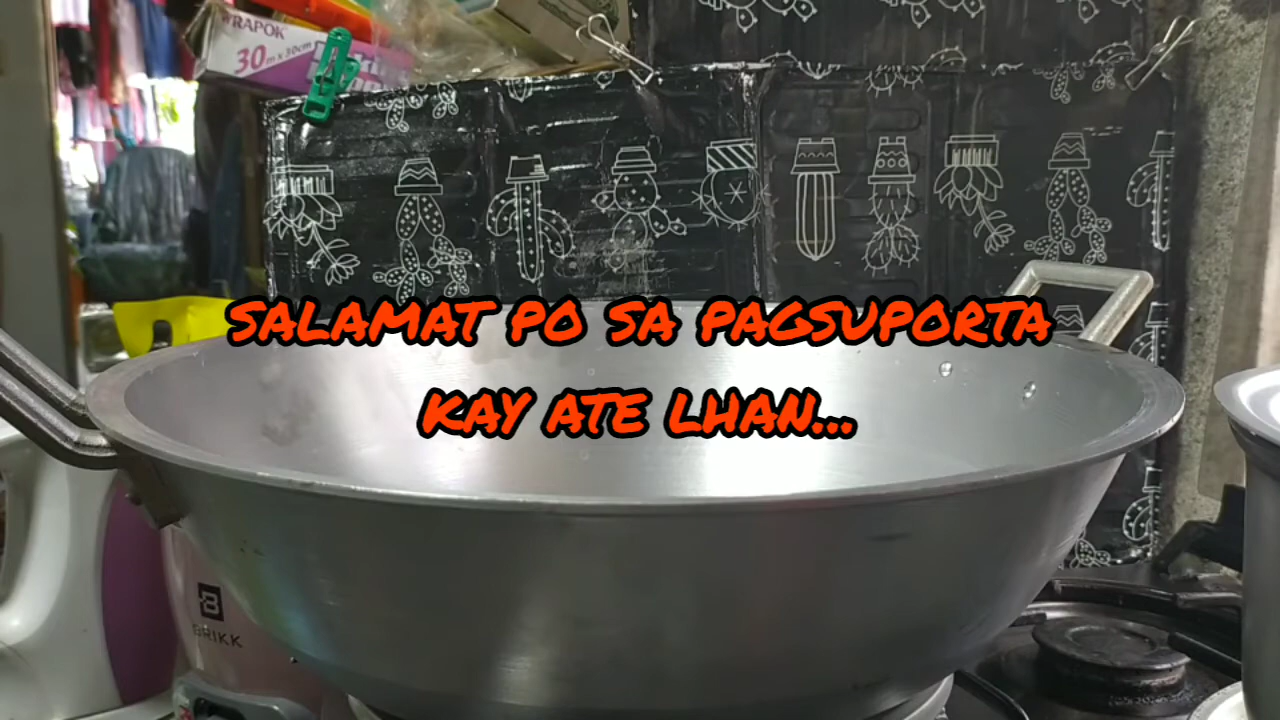 WRAPOK
30m x 30cm
SALAMAT PO SA PAGSUPORTA
KAY ATE LHAN...
BRIKK